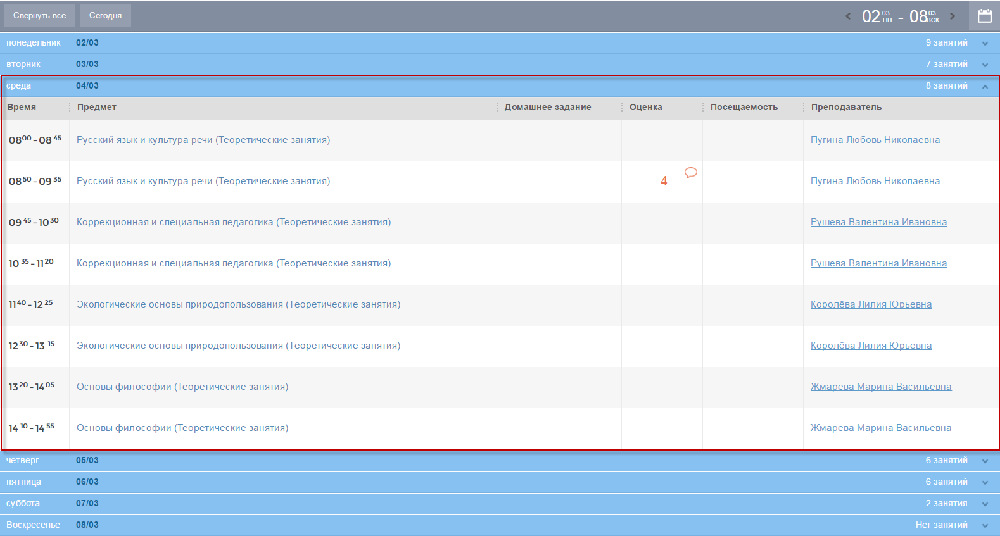 Свернуть все Сегодня 02 03 ПН – 08 03 ВСК
понедельник 02/03 9 занятий
вторник 03/03 7 занятий
среда 04/03 8 занятий
Время Предмет Домашнее задание Оценка Посещаемость Преподаватель
08 00 - 08 45 Русский язык и культура речи (Теоретические занятия) Пугина Любовь Николаевна
08 50 - 09 35 Русский язык и культура речи (Теоретические занятия) 4 Пугина Любовь Николаевна
09 45 - 10 30 Коррекционная и специальная педагогика (Теоретические занятия) Рушева Валентина Ивановна
10 35 - 11 20 Коррекционная и специальная педагогика (Теоретические занятия) Рушева Валентина Ивановна
11 40 - 12 25 Экологические основы природопользования (Теоретические занятия) Королёва Лилия Юрьевна
12 30 - 13 15 Экологические основы природопользования (Теоретические занятия) Королёва Лилия Юрьевна
13 20 - 14 05 Основы философии (Теоретические занятия) Жмарева Марина Васильевна
14 10 - 14 55 Основы философии (Теоретические занятия) Жмарева Марина Васильевна
четверг 05/03 6 занятий
пятница 06/03 6 занятий
суббота 07/03 2 занятия
Воскресенье 08/03 Нет занятий